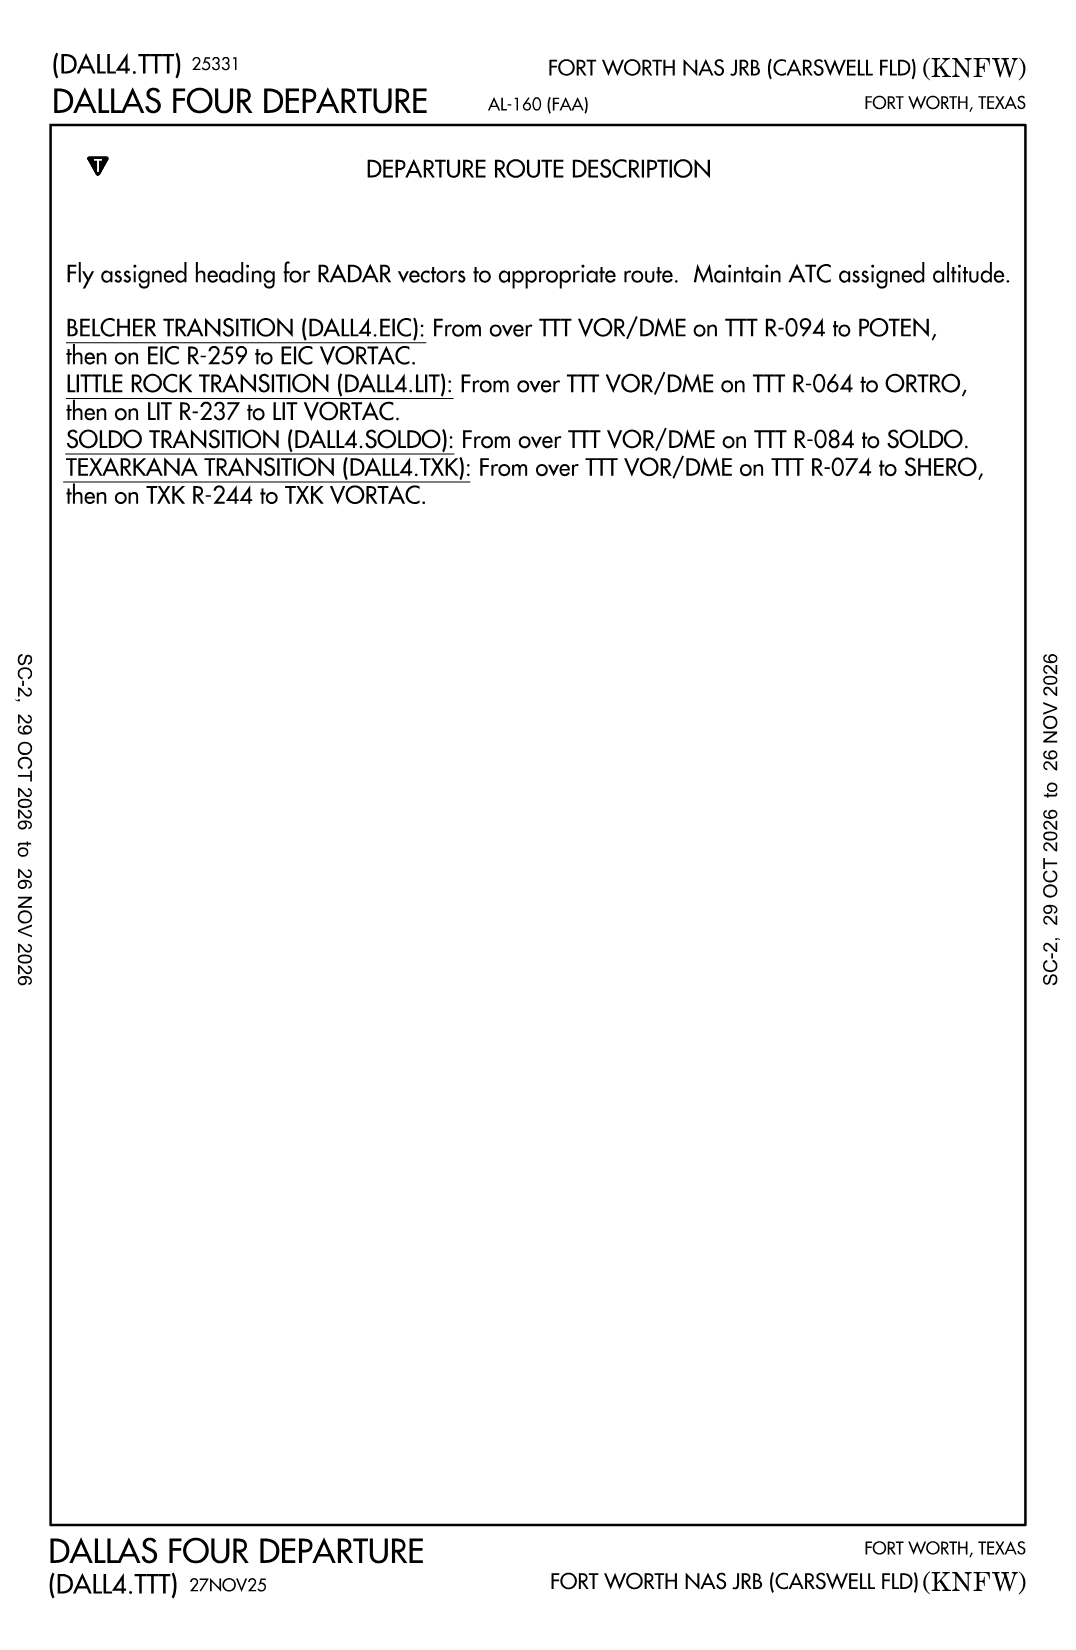 (DALL4.TTT) 25331
FORT WORTH NAS JRB (CARSWELL FLD) (KNFW)
DALLAS FOUR DEPARTURE
AL-160 (FAA)
FORT WORTH, TEXAS
T
DEPARTURE ROUTE DESCRIPTION
Fly assigned heading for RADAR vectors to appropriate route. Maintain ATC assigned altitude.
BELCHER TRANSITION (DALL4.EIC): From over TTT VOR/DME on TTT R-094 to POTEN,
then on EIC R-259 to EIC VORTAC.
LITTLE ROCK TRANSITION (DALL4.LIT): From over TTT VOR/DME on TTT R-064 to ORTRO,
then on LIT R-237 to LIT VORTAC.
SOLDO TRANSITION (DALL4.SOLDO): From over TTT VOR/DME on TTT R-084 to SOLDO.
TEXARKANA TRANSITION (DALL4.TXK): From over TTT VOR/DME on TTT R-074 to SHERO,
then on TXK R-244 to TXK VORTAC.
SC-2, 29 OCT 2026 to 26 NOV 2026
SC-2, 29 OCT 2026 to 26 NOV 2026
DALLAS FOUR DEPARTURE
FORT WORTH, TEXAS
(DALL4.TTT) 27NOV25
FORT WORTH NAS JRB (CARSWELL FLD) (KNFW)